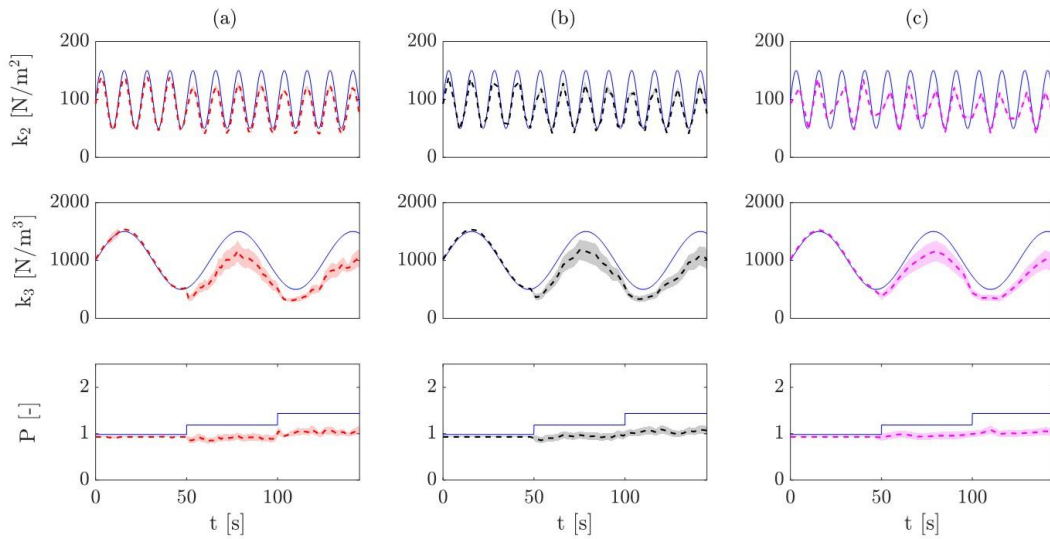 (a) (b) (c)
k2 [N/m²]
200 200 200
100 100 100
0 0 0
k3 [N/m³]
2000 2000 2000
1000 1000 1000
0 0 0
P [-]
2 2 2
1 1 1
0 0 0
0 50 100 0 50 100 0 50 100
t [s] t [s] t [s]